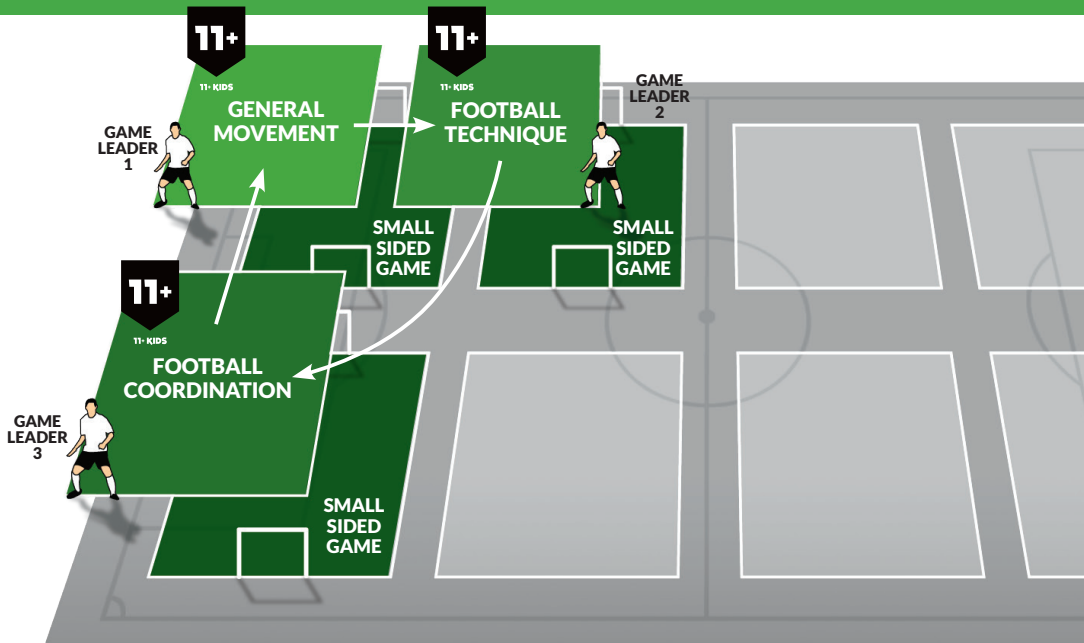 11+
11+ KIDS
GENERAL
MOVEMENT
GAME
LEADER
1
11+
11+ KIDS
FOOTBALL
TECHNIQUE
GAME
LEADER
2
SMALL
SIDED
GAME
SMALL
SIDED
GAME
11+
11+ KIDS
FOOTBALL
COORDINATION
GAME
LEADER
3
SMALL
SIDED
GAME